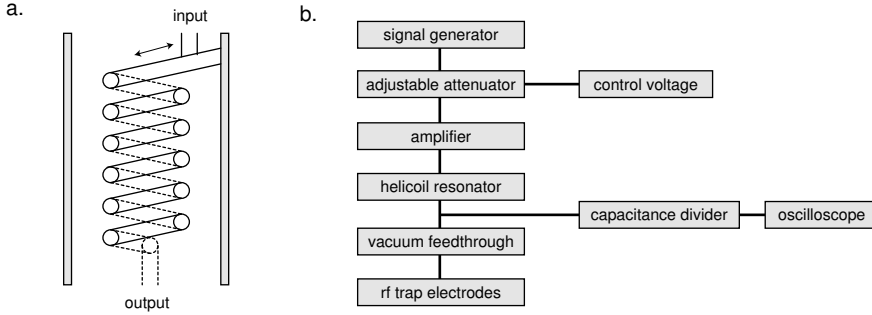 a.
input
output
b.
signal generator
adjustable attenuator
control voltage
amplifier
helicoil resonator
capacitance divider
oscilloscope
vacuum feedthrough
rf trap electrodes